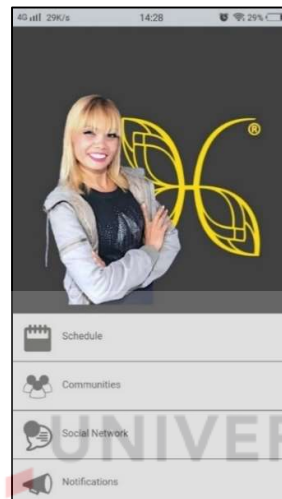 4G 29K/s 14:28 29%
®
Schedule
Communities
Social Network
UNIVER
Notifications